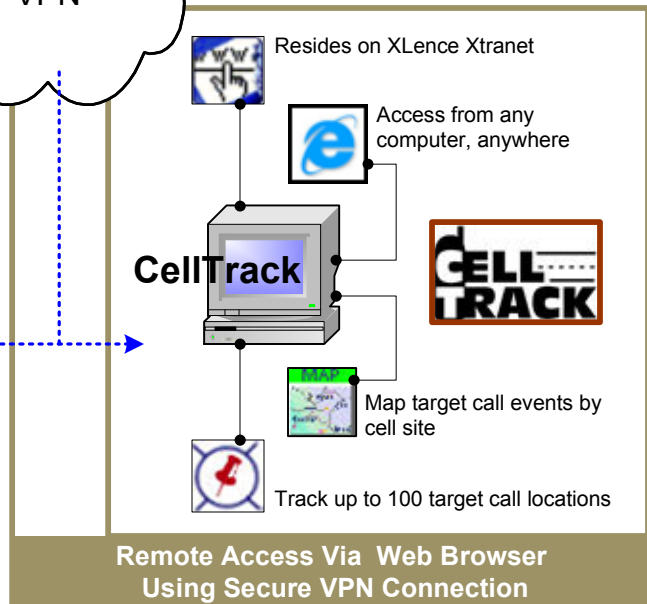 VPN
Resides on XLence Xtranet
Access from any
computer, anywhere
CellTrack
CELL
TRACK
MAP
Map target call events by
cell site
Track up to 100 target call locations
Remote Access Via Web Browser
Using Secure VPN Connection